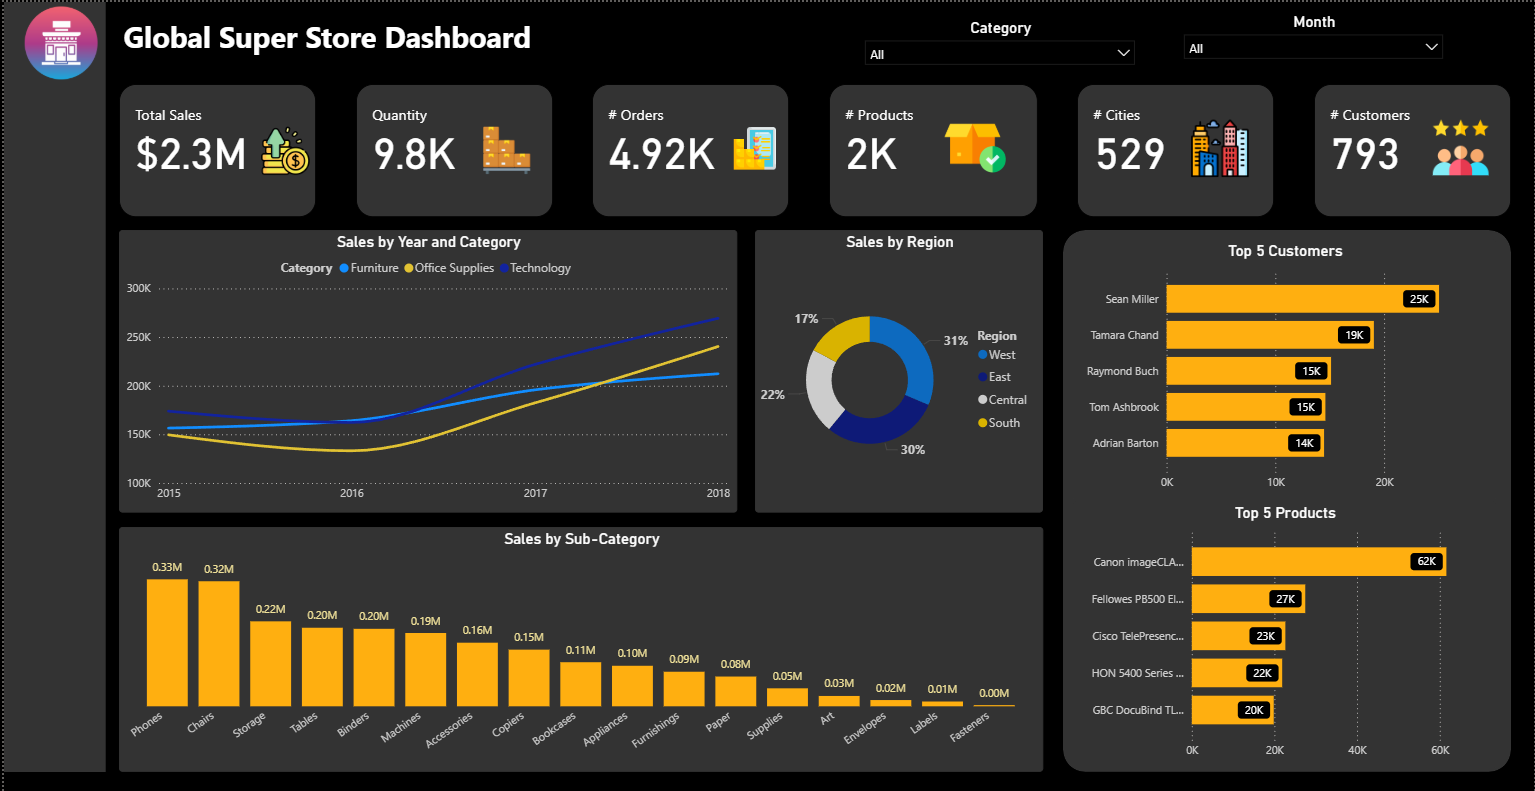 Global Super Store Dashboard
Category
All
Month
All
Total Sales
$2.3M
Quantity
9.8K
# Orders
4.92K
# Products
2K
# Cities
529
# Customers
793
Sales by Year and Category
Category Furniture Office Supplies Technology
300K
250K
200K
150K
100K
2015 2016 2017 2018
Sales by Region
17%
31%
22%
30%
Region
West
East
Central
South
Top 5 Customers
Sean Miller 25K
Tamara Chand 19K
Raymond Buch 15K
Tom Ashbrook 15K
Adrian Barton 14K
0K 10K 20K
Top 5 Products
Canon imageCLA... 62K
Fellowes PB500 El... 27K
Cisco TelePresenc... 23K
HON 5400 Series ... 22K
GBC DocuBind TL... 20K
0K 20K 40K 60K
Sales by Sub-Category
0.33M 0.32M 0.22M 0.20M 0.20M 0.19M 0.16M 0.15M 0.11M 0.10M 0.09M 0.08M 0.05M 0.03M 0.02M 0.01M 0.00M
Phones Chairs Storage Tables Binders Machines Accessories Copiers Bookcases Appliances Furnishings Paper Supplies Art Envelopes Labels Fasteners